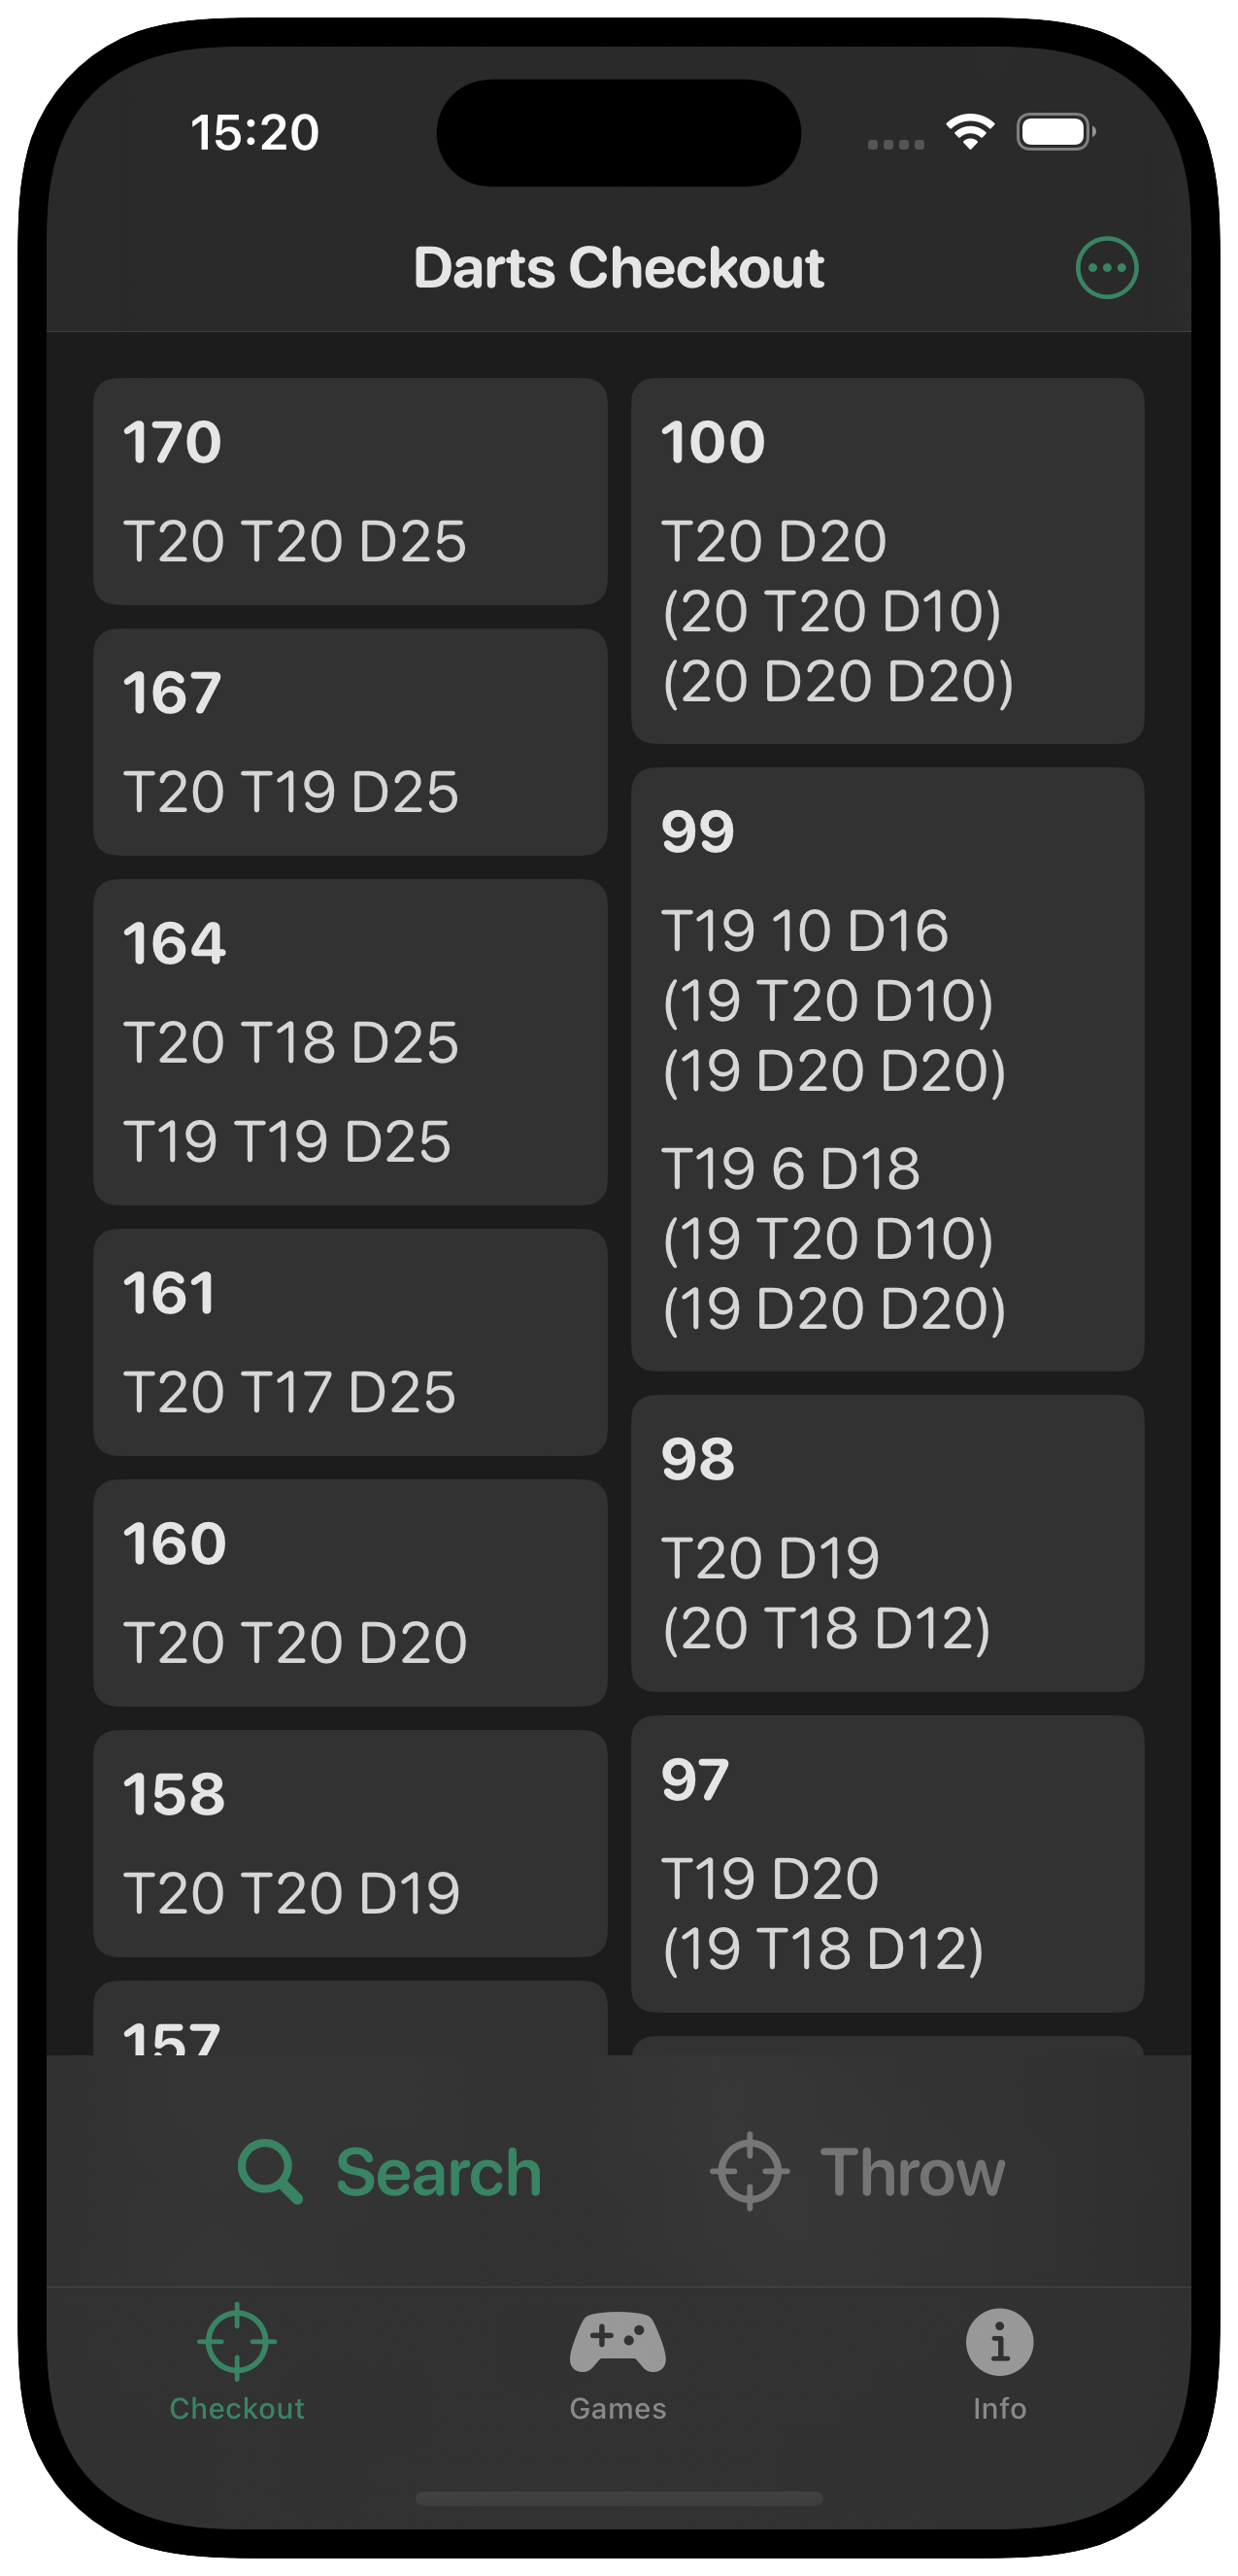 15:20
Darts Checkout
170
T20 T20 D25
167
T20 T19 D25
164
T20 T18 D25
T19 T19 D25
161
T20 T17 D25
160
T20 T20 D20
158
T20 T20 D19
157
100
T20 D20
(20 T20 D10)
(20 D20 D20)
99
T19 10 D16
(19 T20 D10)
(19 D20 D20)
T19 6 D18
(19 T20 D10)
(19 D20 D20)
98
T20 D19
(20 T18 D12)
97
T19 D20
(19 T18 D12)
Search
Throw
Checkout
Games
Info